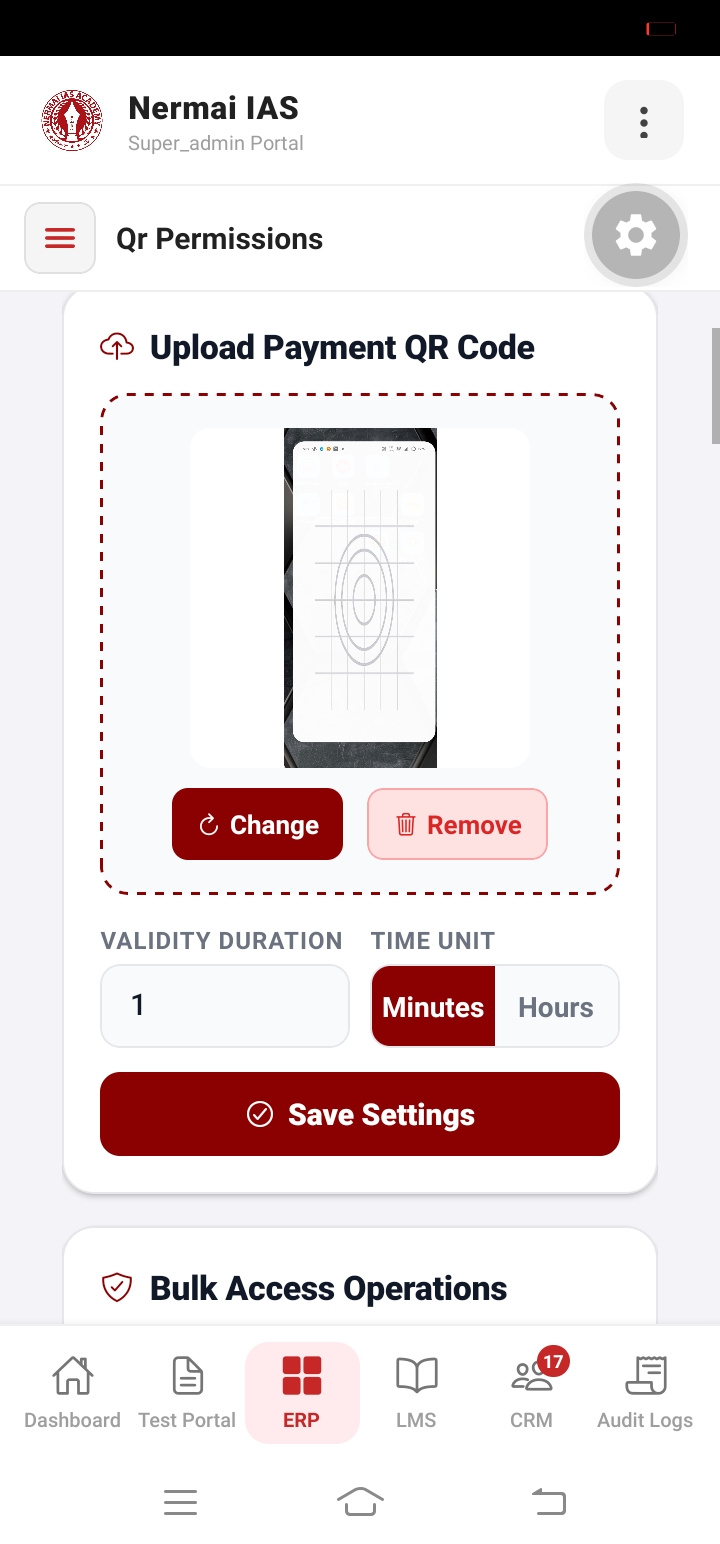 Nermai IAS
Super_admin Portal
Qr Permissions
Upload Payment QR Code
Change
Remove
VALIDITY DURATION
TIME UNIT
1
Minutes
Hours
Save Settings
Bulk Access Operations
17
Dashboard
Test Portal
ERP
LMS
CRM
Audit Logs